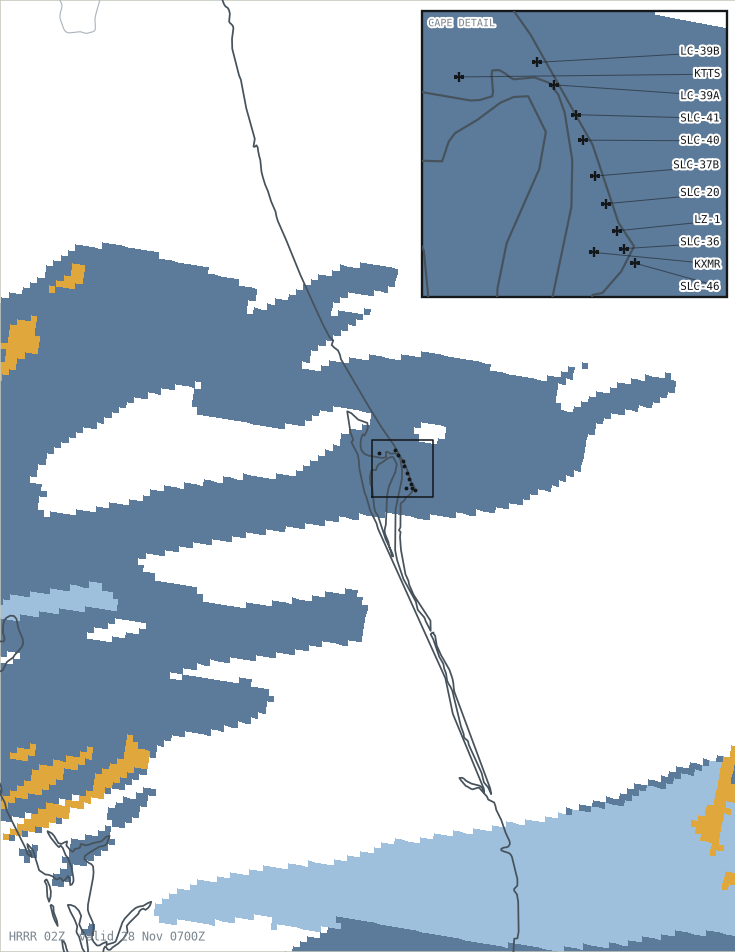 CAPE DETAIL
LC-39B
KTTS
LC-39A
SLC-41
SLC-40
SLC-37B
SLC-20
LZ-1
SLC-36
KXMR
SLC-46
HRRR 02Z  valid 28 Nov 0700Z